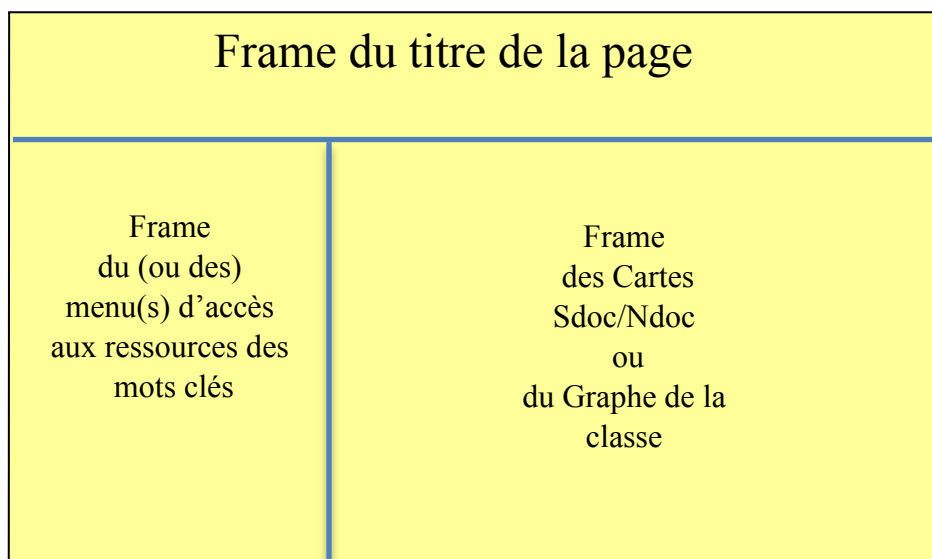 Frame du titre de la page
Frame
du (ou des)
menu(s) d’accès
aux ressources des
mots clés
Frame
des Cartes
Sdoc/Ndoc
ou
du Graphe de la
classe